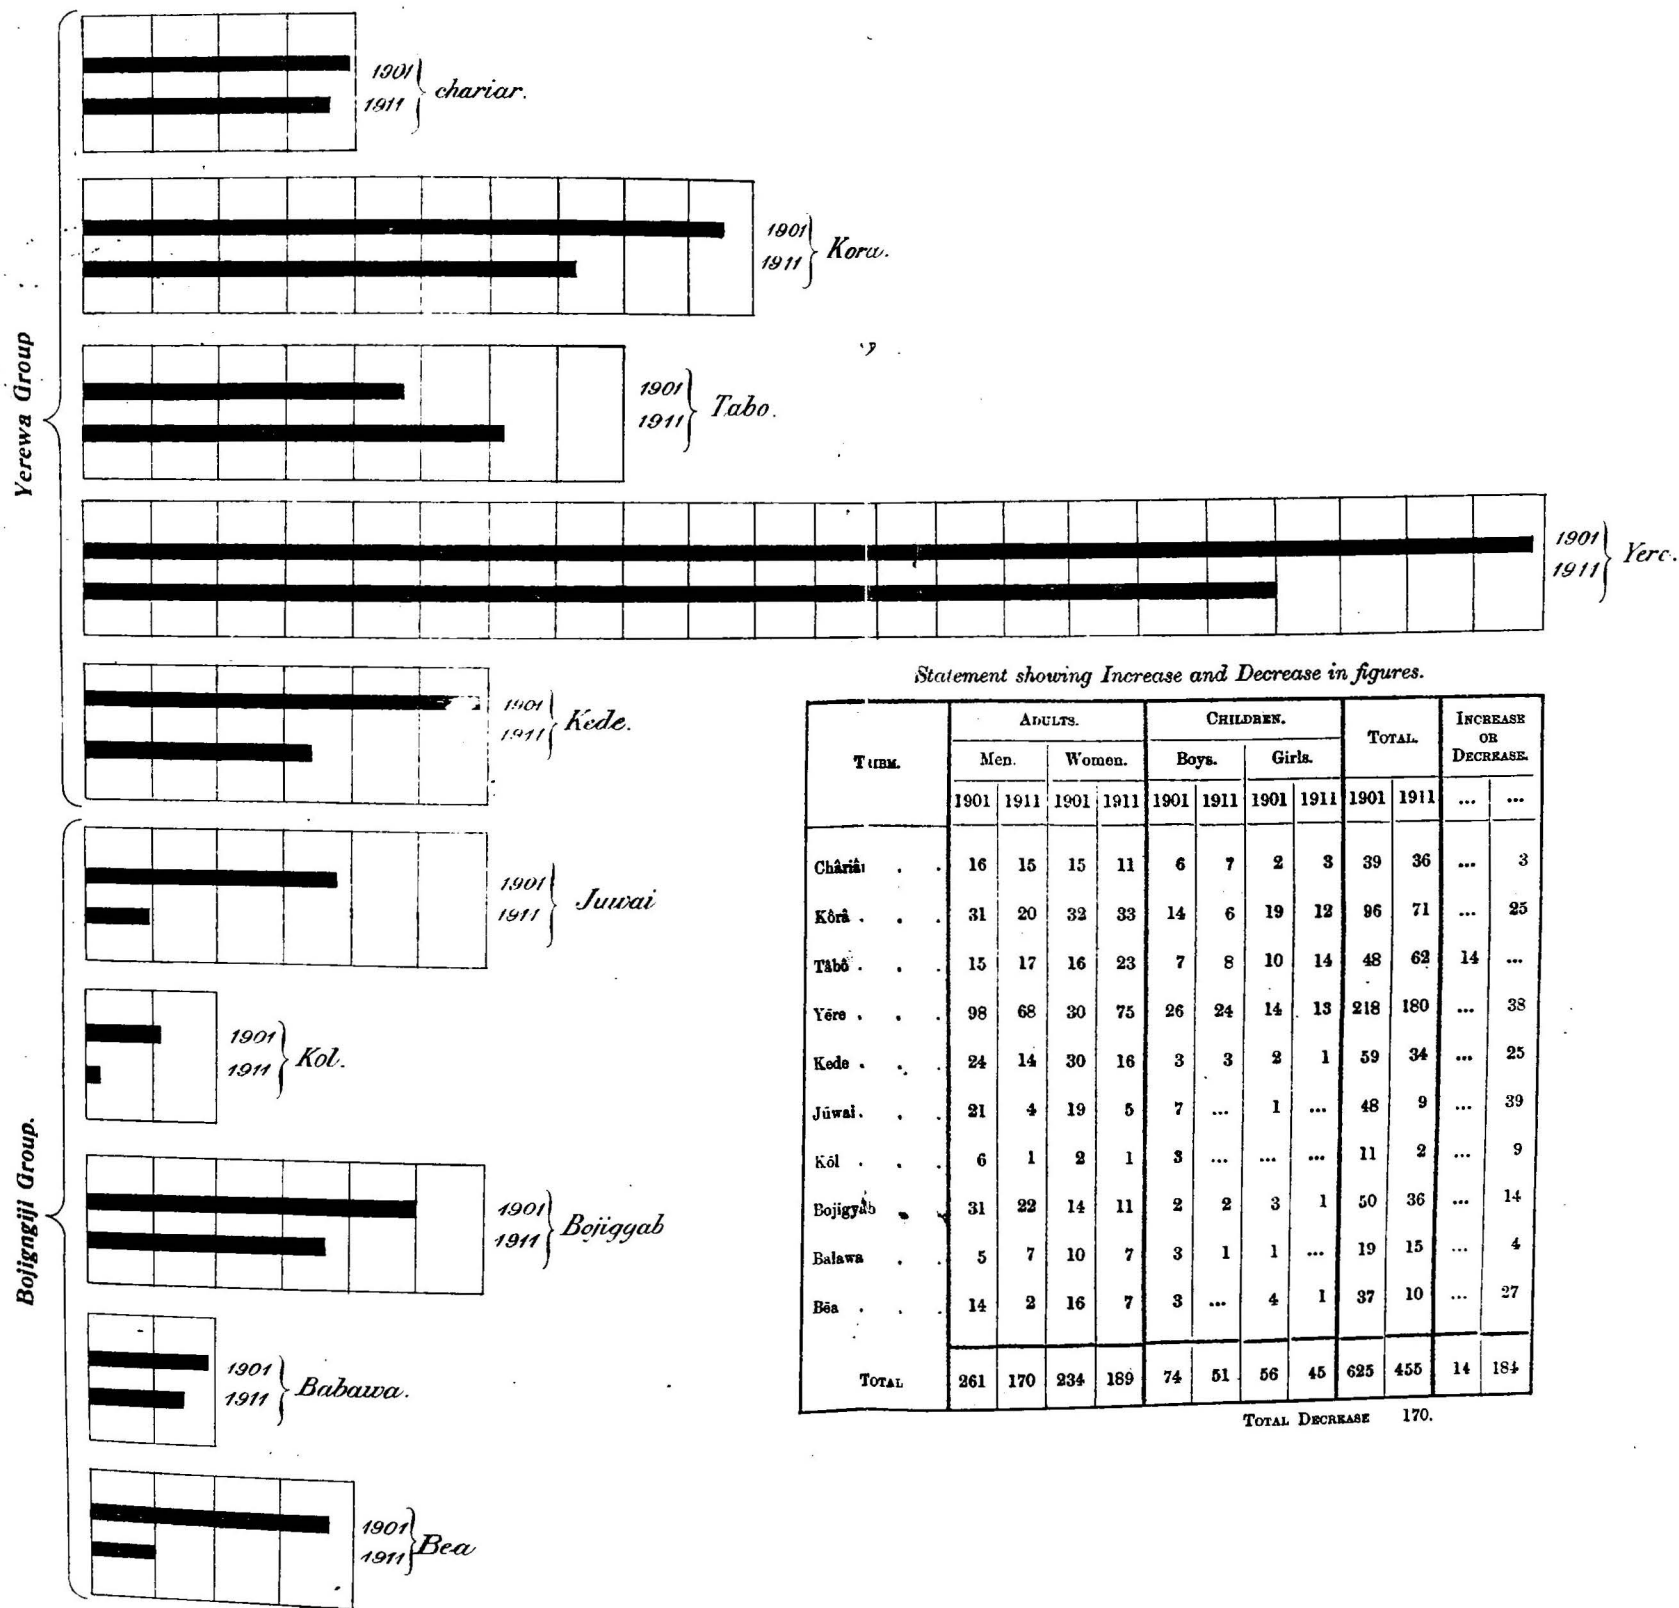 Yerewa Group
1901
1911
chariar.
1901
1911
Kora.
1901
1911
Tabo.
1901
1911
Yere.
1901
1911
Kede.
Bojigngiji Group.
1901
1911
Juwai
1901
1911
Kol.
1901
1911
Bojigyab
1901
1911
Babawa.
1901
1911
Bea
Statement showing Increase and Decrease in figures.
ADULTS. CHILDREN. TOTAL. INCREASE OR DECREASE.
Men. Women. Boys. Girls.
1901 1911 1901 1911 1901 1911 1901 1911 1901 1911 ... ...
Châriâr . . 16 15 15 11 6 7 2 3 39 36 ... 3
Kôrâ . . . 31 20 32 33 14 6 19 12 96 71 ... 25
Tâbô . . . 15 17 16 23 7 8 10 14 48 62 14 ...
Yēre . . . 98 68 30 75 26 24 14 13 218 180 ... 38
Kede . . . 24 14 30 16 3 3 2 1 59 34 ... 25
Jūwai . . . 21 4 19 5 7 ... 1 ... 48 9 ... 39
Kōl . . . 6 1 2 1 3 ... ... ... 11 2 ... 9
Bojigyâb . . 31 22 14 11 2 2 3 1 50 36 ... 14
Balawa . . 5 7 10 7 3 1 1 ... 19 15 ... 4
Bēa . . . 14 2 16 7 3 ... 4 1 37 10 ... 27
TOTAL 261 170 234 189 74 51 56 45 625 455 14 184
TOTAL DECREASE 170.